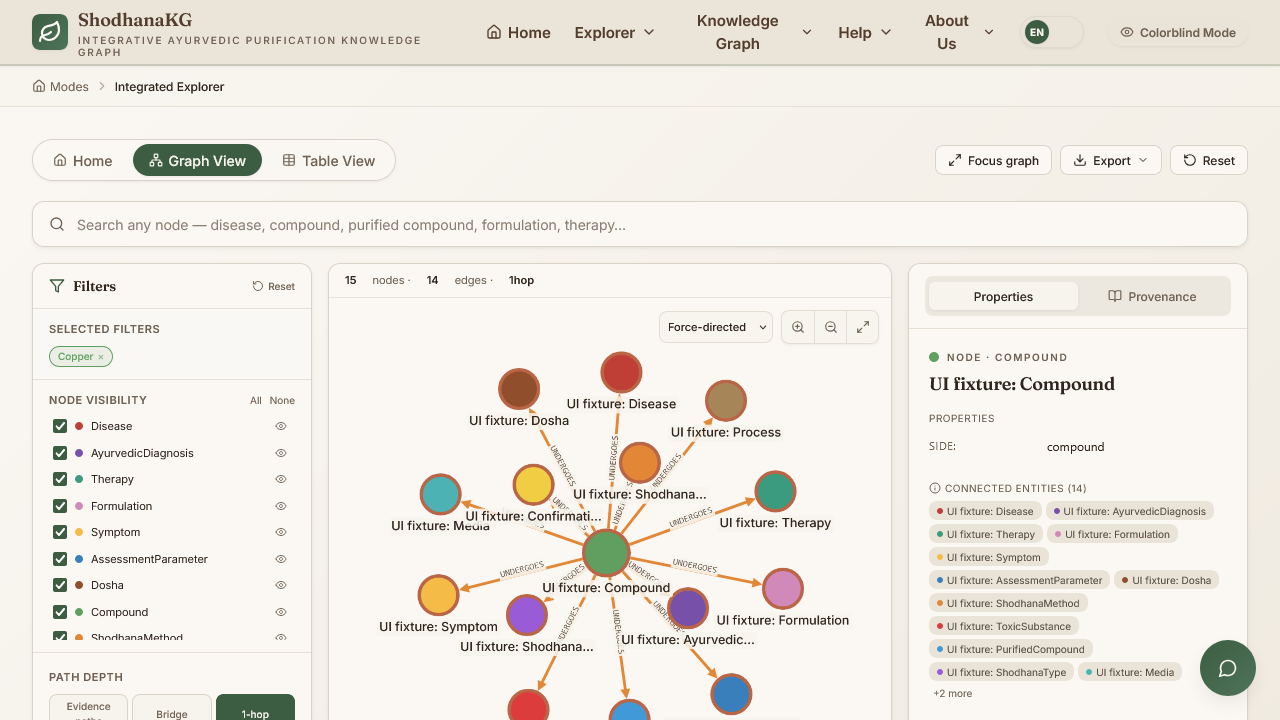 ShodhanaKG
INTEGRATIVE AYURVEDIC PURIFICATION KNOWLEDGE
GRAPH
Home
Explorer
Knowledge
Graph
Help
About
Us
EN
Colorblind Mode
Modes
Integrated Explorer
Home
Graph View
Table View
Focus graph
Export
Reset
Search any node — disease, compound, purified compound, formulation, therapy...
Filters
Reset
SELECTED FILTERS
Copper ×
NODE VISIBILITY
All None
Disease
AyurvedicDiagnosis
Therapy
Formulation
Symptom
AssessmentParameter
Dosha
Compound
ShodhanaMethod
PATH DEPTH
Evidence
paths
Bridge
1-hop
15 nodes · 14 edges · 1hop
Force-directed
UI fixture: Disease
UI fixture: Dosha
UI fixture: Process
UNDERGOES
UNDERGOES
UNDERGOES
UI fixture: Shodhana...
UI fixture: Confirmati...
UI fixture: Media
UI fixture: Therapy
UNDERGOES
UNDERGOES
UNDERGOES
UI fixture: Compound
UI fixture: Symptom
UI fixture: Formulation
UI fixture: Ayurvedic...
UI fixture: Shodhana...
Properties
Provenance
NODE · COMPOUND
UI fixture: Compound
PROPERTIES
SIDE: compound
CONNECTED ENTITIES (14)
UI fixture: Disease
UI fixture: AyurvedicDiagnosis
UI fixture: Therapy
UI fixture: Formulation
UI fixture: Symptom
UI fixture: AssessmentParameter
UI fixture: Dosha
UI fixture: ShodhanaMethod
UI fixture: ToxicSubstance
UI fixture: PurifiedCompound
UI fixture: ShodhanaType
UI fixture: Media
+2 more